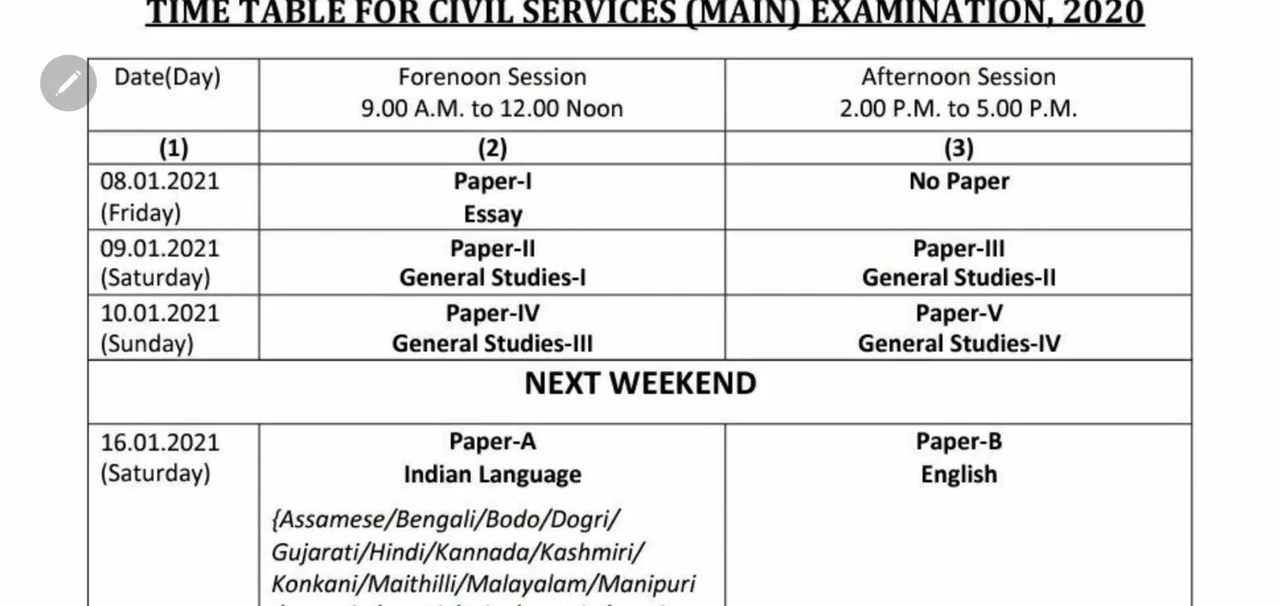 TIME TABLE FOR CIVIL SERVICES (MAIN) EXAMINATION, 2020
Date(Day)
Forenoon Session
9.00 A.M. to 12.00 Noon
Afternoon Session
2.00 P.M. to 5.00 P.M.
(1)
(2)
(3)
08.01.2021
(Friday)
Paper-I
Essay
No Paper
09.01.2021
(Saturday)
Paper-II
General Studies-I
Paper-III
General Studies-II
10.01.2021
(Sunday)
Paper-IV
General Studies-III
Paper-V
General Studies-IV
NEXT WEEKEND
16.01.2021
(Saturday)
Paper-A
Indian Language
{Assamese/Bengali/Bodo/Dogri/
Gujarati/Hindi/Kannada/Kashmiri/
Konkani/Maithilli/Malayalam/Manipuri
Paper-B
English